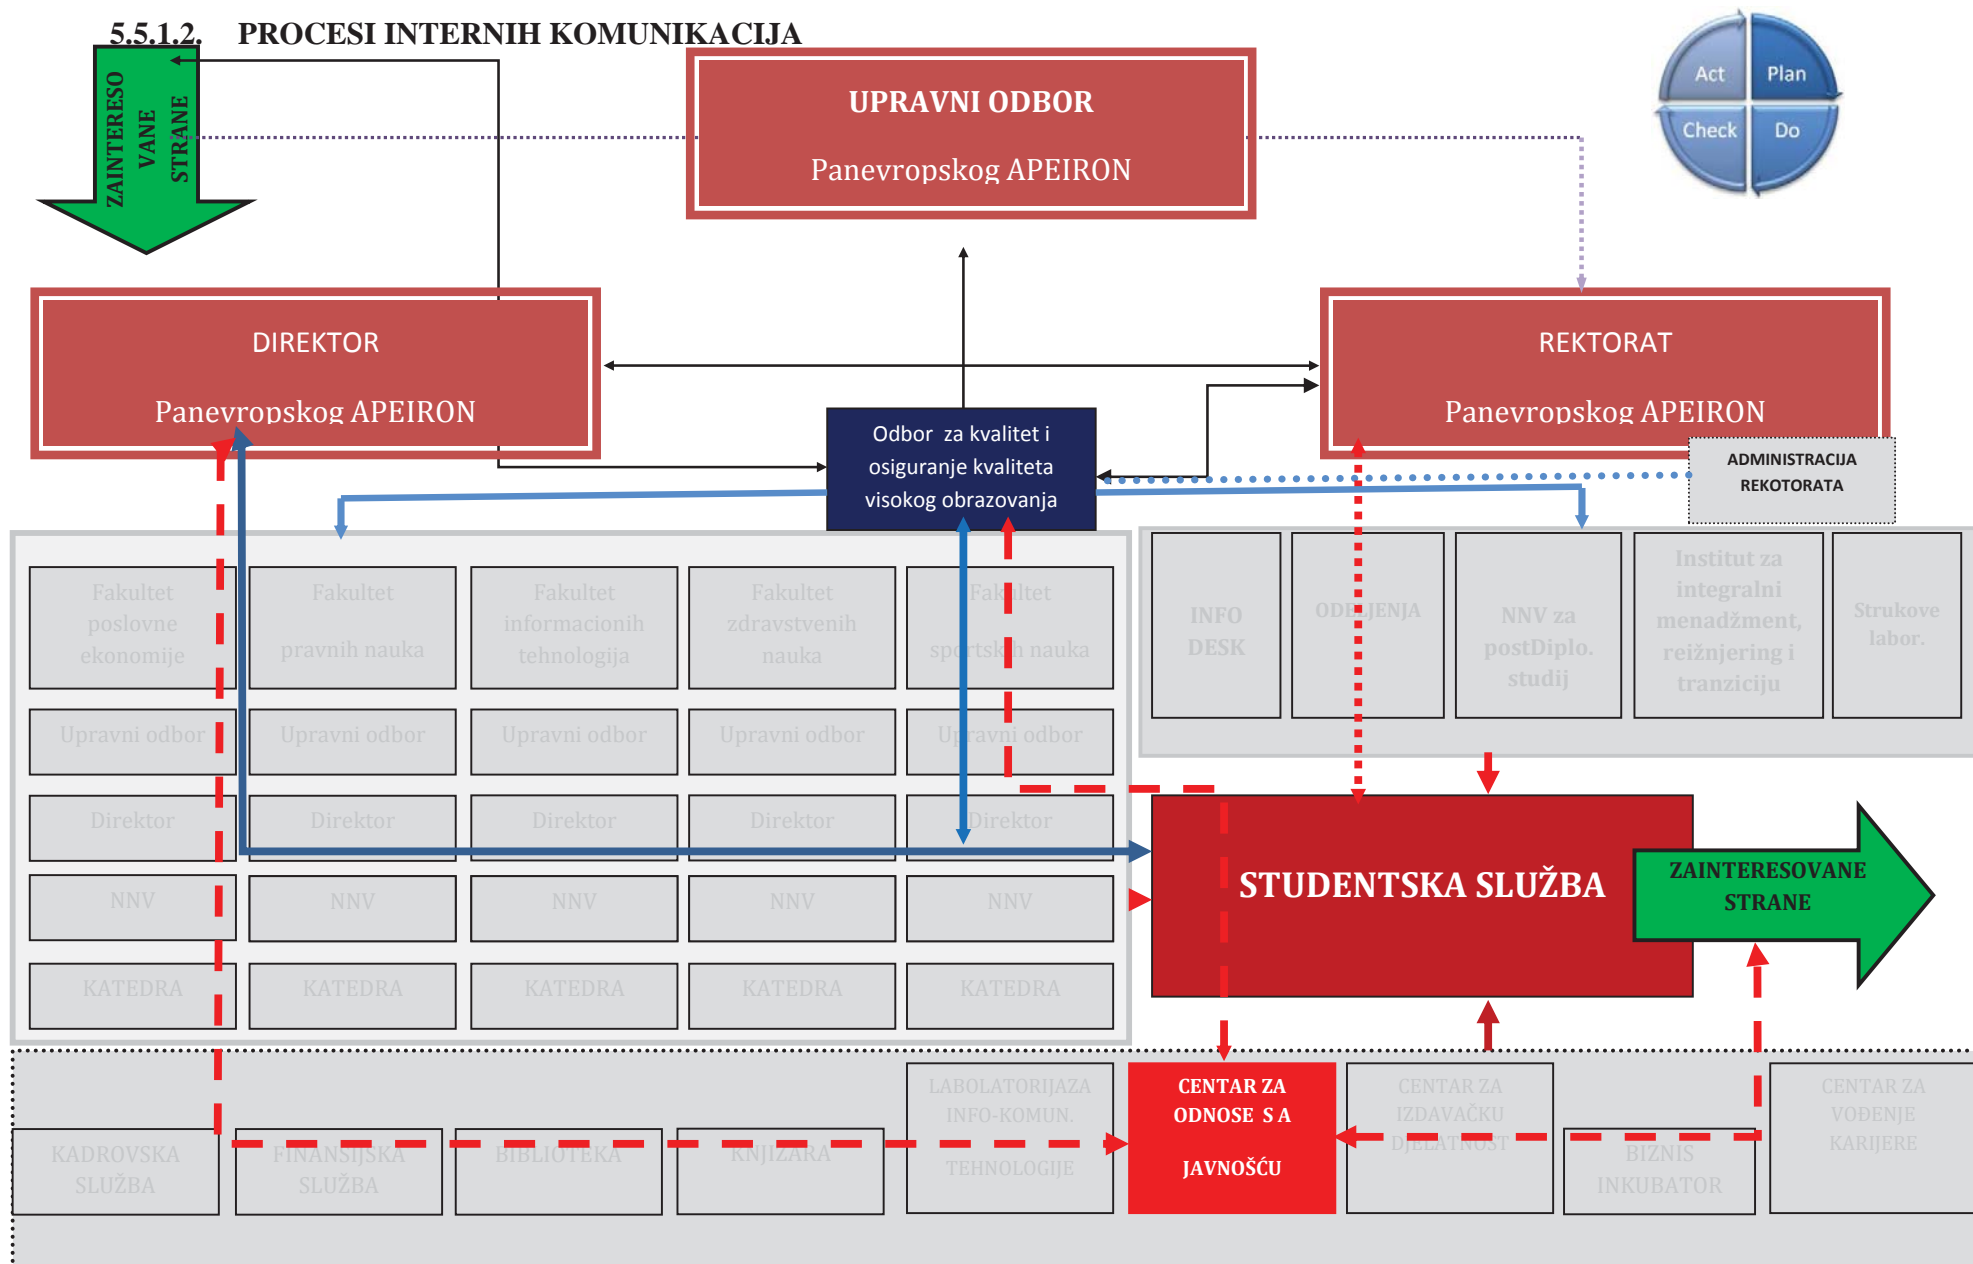 5.5.1.2. PROCESI INTERNIH KOMUNIKACIJA
ZAINTERESO
VANE
STRANE
UPRAVNI ODBOR
Panevropskog APEIRON
Act
Plan
Check
Do
DIREKTOR
Panevropskog APEIRON
REKTORAT
Panevropskog APEIRON
Odbor za kvalitet i
osiguranje kvaliteta
visokog obrazovanja
ADMINISTRACIJA
REKOTORATA
Fakultet
poslovne
ekonomije
Fakultet
pravnih nauka
Fakultet
informacionih
tehnologija
Fakultet
zdravstvenih
nauka
Fakultet
sportskih nauka
INFO
DESK
ODELJENJA
NNV za
postDiplo.
studij
Institut za
integralni
menadžment,
reižnjering i
tranziciju
Strukove
labor.
Upravni odbor
Upravni odbor
Upravni odbor
Upravni odbor
Upravni odbor
Direktor
Direktor
Direktor
Direktor
Direktor
NNV
NNV
NNV
NNV
NNV
KATEDRA
KATEDRA
KATEDRA
KATEDRA
KATEDRA
STUDENTSKA SLUŽBA
ZAINTERESOVANE
STRANE
KADROVSKA
SLUŽBA
FINANSIJSKA
SLUŽBA
BIBLIOTEKA
KNJIZARA
LABOLATORIJAZA
INFO-KOMUN.
TEHNOLOGIJE
CENTAR ZA
ODNOSE S A
JAVNOŠĆU
CENTAR ZA
IZDAVAČKU
DJELATNOST
BIZNIS
INKUBATOR
CENTAR ZA
VOĐENJE
KARIJERE